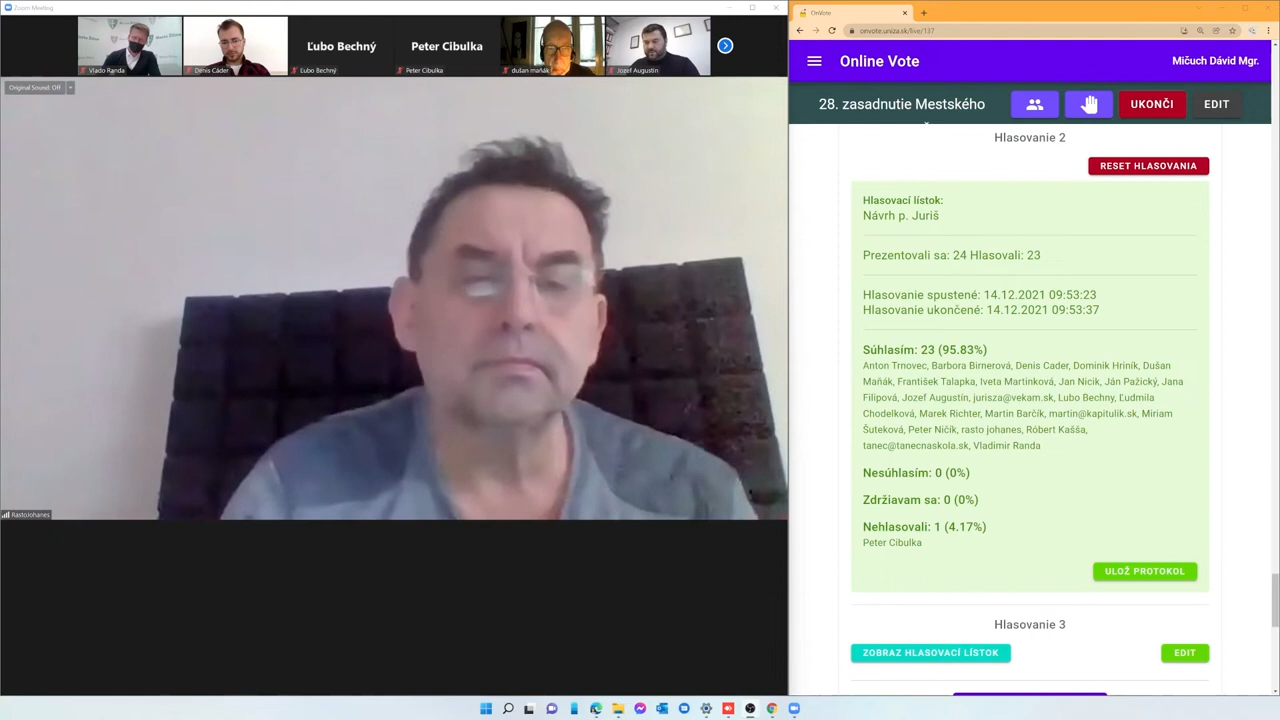 Zoom Meeting
Ľubo Bechný
Peter Cibulka
Vlado Randa
Denis Cáder
Ľubo Bechný
Peter Cibulka
dušan maňák
Jozef Augustín
Original Sound: Off
RastoJohanes
OnVote
onvote.uniza.sk/live/137
Online Vote
Mičuch Dávid Mgr.
28. zasadnutie Mestského
UKONČI
EDIT
Hlasovanie 2
RESET HLASOVANIA
Hlasovací lístok:
Návrh p. Juriš
Prezentovali sa: 24 Hlasovali: 23
Hlasovanie spustené: 14.12.2021 09:53:23
Hlasovanie ukončené: 14.12.2021 09:53:37
Súhlasím: 23 (95.83%)
Anton Trnovec, Barbora Birnerová, Denis Cader, Dominik Hriník, Dušan
Maňák, František Talapka, Iveta Martinková, Jan Nicik, Ján Pažický, Jana
Filipová, Jozef Augustín, jurisza@vekam.sk, Lubo Bechny, Ľudmila
Chodelková, Marek Richter, Martin Barčík, martin@kapitulik.sk, Miriam
Šuteková, Peter Ničík, rasto johanes, Róbert Kašša,
tanec@tanecnaskola.sk, Vladimir Randa
Nesúhlasím: 0 (0%)
Zdržiavam sa: 0 (0%)
Nehlasovali: 1 (4.17%)
Peter Cibulka
ULOŽ PROTOKOL
Hlasovanie 3
ZOBRAZ HLASOVACÍ LÍSTOK
EDIT